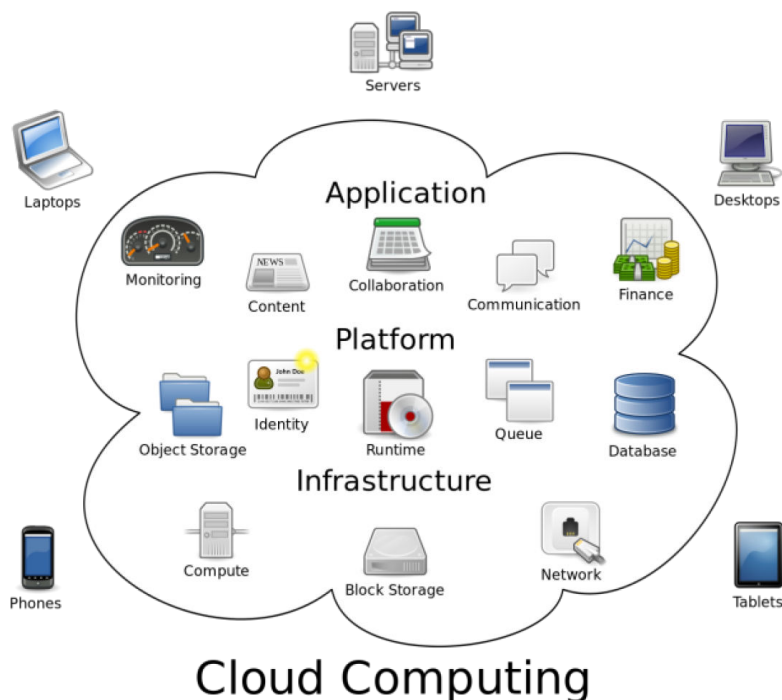 Servers
Laptops
Desktops
Application
Monitoring
NEWS
Content
Collaboration
Communication
Finance
Platform
John Doe
Object Storage
Identity
Runtime
Queue
Database
Infrastructure
Compute
Block Storage
Network
Phones
Tablets
Cloud Computing